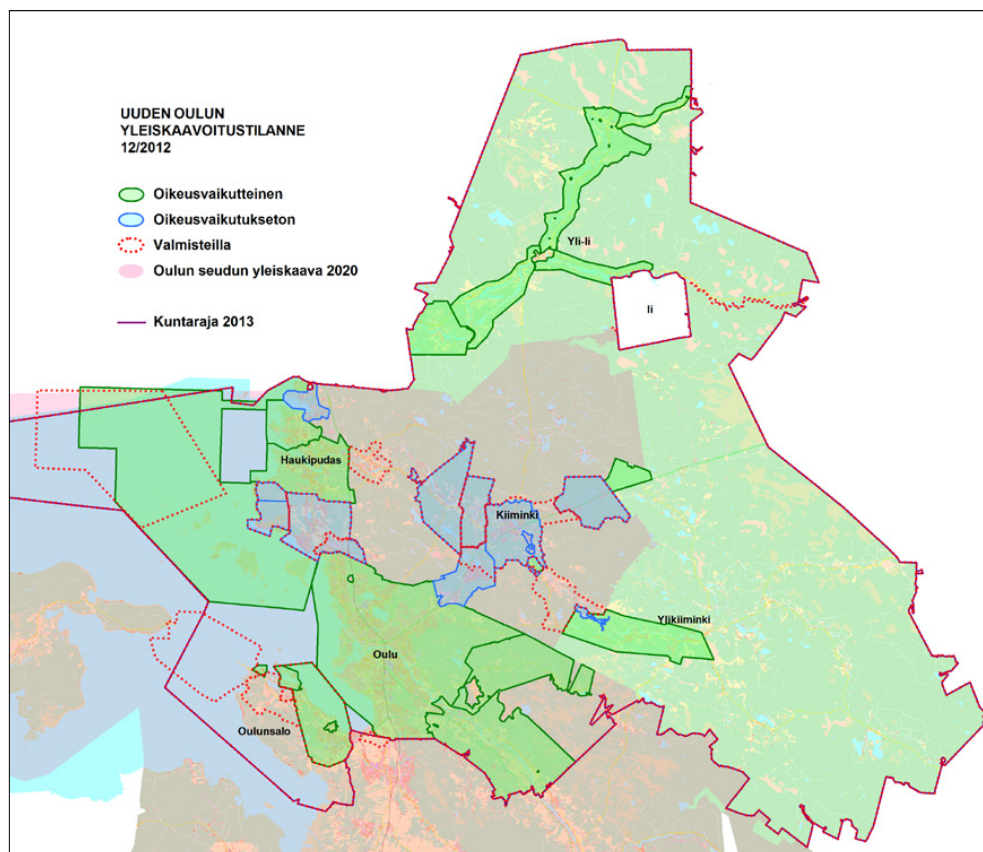 UUDEN OULUN
YLEISKAAVOITUSTILANNE
12/2012
Oikeusvaikutteinen
Oikeusvaikutukseton
Valmisteilla
Oulun seudun yleiskaava 2020
Kuntaraja 2013
Yli-Ii
Ii
Haukipudas
Kiiminki
Ylikiiminki
Oulu
Oulunsalo